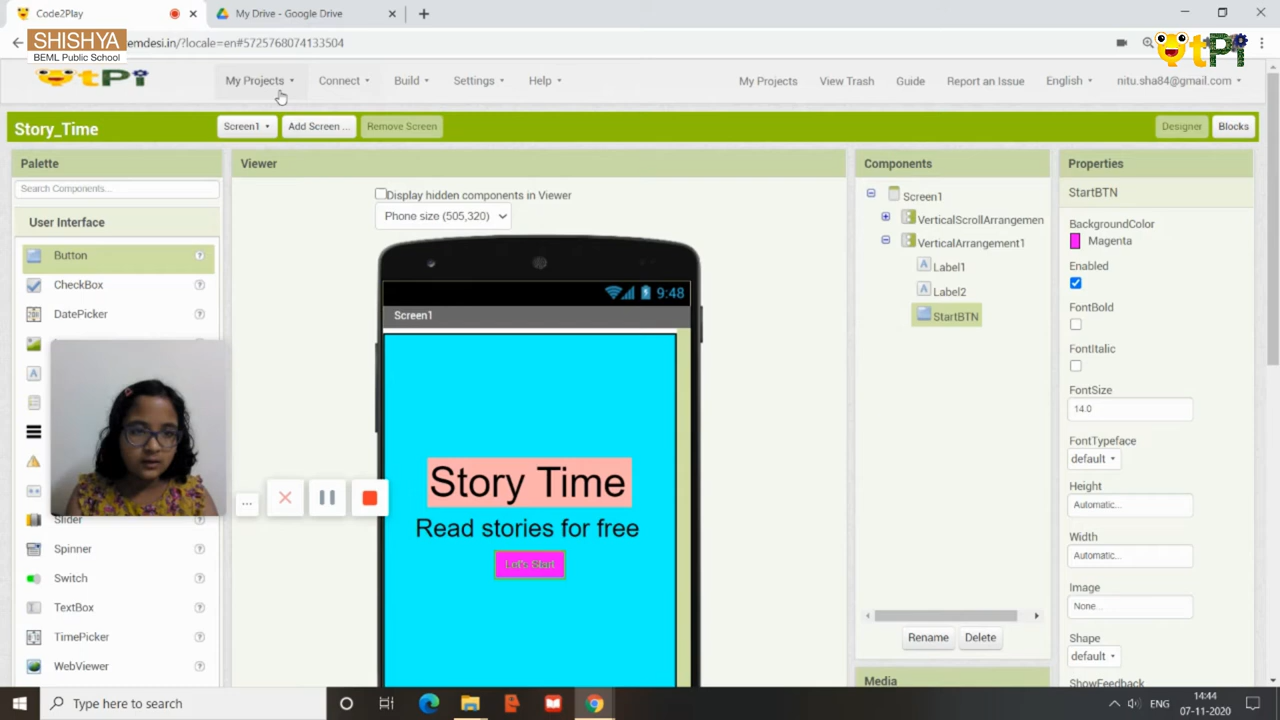 Code2Play
My Drive - Google Drive
SHISHYA
BEML Public School
emdesi.in/?locale=en#5725768074133504
tPi
tPi
My Projects
Connect
Build
Settings
Help
My Projects
View Trash
Guide
Report an Issue
English
nitu.sha84@gmail.com
Story_Time
Screen1
Add Screen ...
Remove Screen
Designer
Blocks
Palette
Search Components...
User Interface
Button
CheckBox
DatePicker
Slider
Spinner
Switch
TextBox
TimePicker
WebViewer
Viewer
Display hidden components in Viewer
Phone size (505,320)
9:48
Screen1
Story Time
Read stories for free
Let's Start
Components
Screen1
VerticalScrollArrangemen
VerticalArrangement1
Label1
Label2
StartBTN
Rename
Delete
Media
Properties
StartBTN
BackgroundColor
Magenta
Enabled
FontBold
FontItalic
FontSize
14.0
FontTypeface
default
Height
Automatic...
Width
Automatic...
Image
None...
Shape
default
ShowFeedback
Type here to search
ENG
14:44
07-11-2020